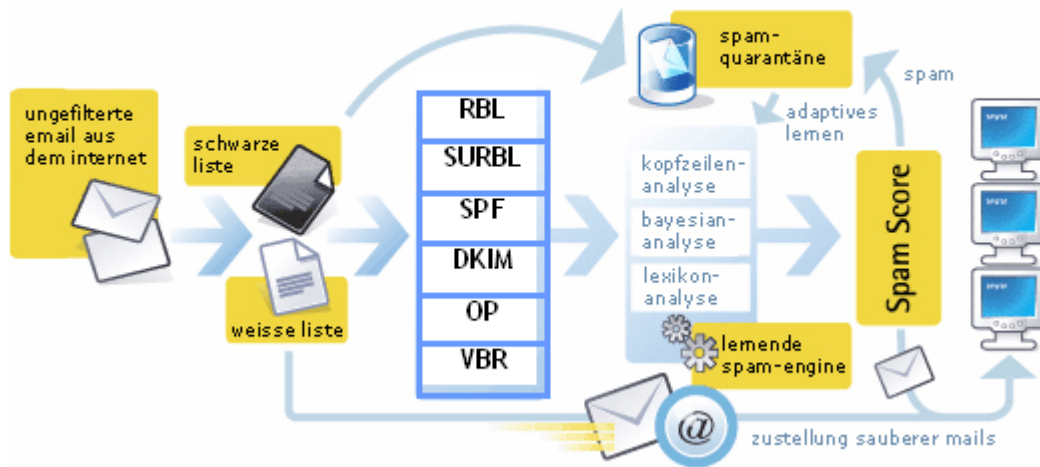 ungefilterte
email aus
dem internet
schwarze
liste
weisse liste
RBL
SURBL
SPF
DKIM
OP
VBR
spam-
quarantäne
adaptives
lernen
spam
kopfzeilen-
analyse
bayesian-
analyse
lexikon-
analyse
lernende
spam-engine
Spam Score
@
zustellung sauberer mails